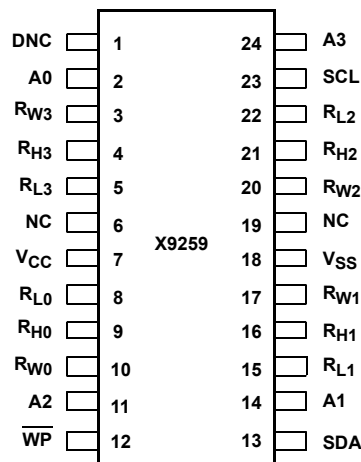 DNC 1 24 A3
A0 2 23 SCL
RW3 3 22 RL2
RH3 4 21 RH2
RL3 5 20 RW2
NC 6 19 NC
X9259
VCC 7 18 VSS
RL0 8 17 RW1
RH0 9 16 RH1
RW0 10 15 RL1
A2 11 14 A1
W̅P̅ 12 13 SDA